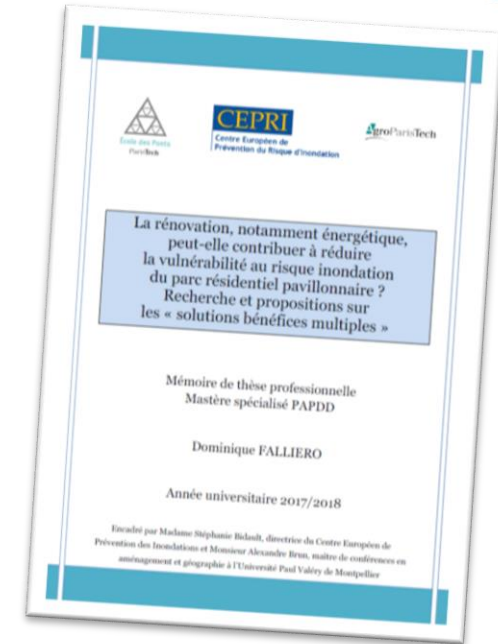 École des Ponts
ParisTech
CEPRI
Centre Européen de
Prévention du Risque d'Inondation
AgroParisTech
La rénovation, notamment énergétique,
peut-elle contribuer à réduire
la vulnérabilité au risque inondation
du parc résidentiel pavillonnaire ?
Recherche et propositions sur
les « solutions bénéfices multiples »
Mémoire de thèse professionnelle
Mastère spécialisé PAPDD
Dominique FALLIERO
Année universitaire 2017/2018
Encadré par Madame Stéphanie Bidault, directrice du Centre Européen de
Prévention des Inondations et Monsieur Alexandre Brun, maître de conférences en
aménagement et géographie à l'Université Paul Valéry de Montpellier